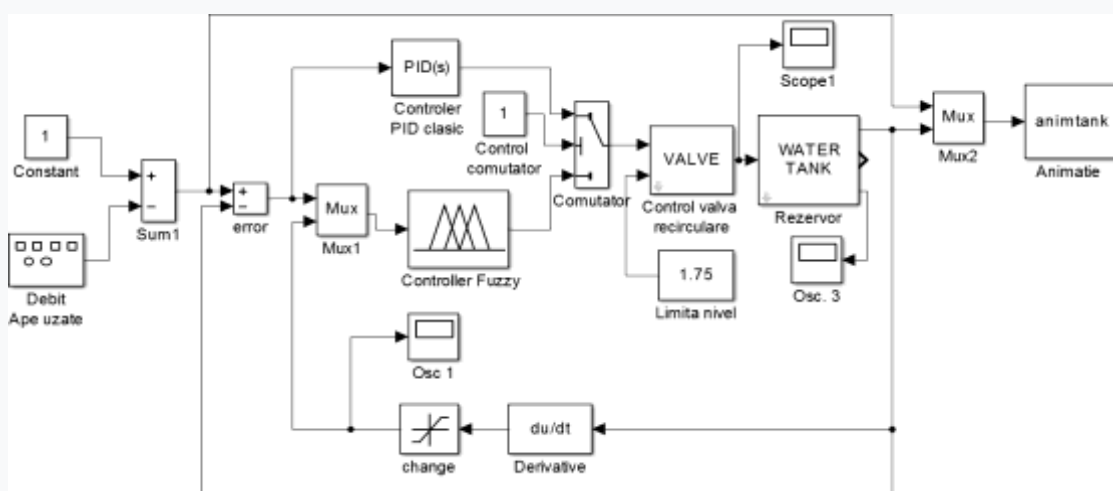 PID(s)
Controler
PID clasic
1
Constant
+
−
Sum1
Debit
Ape uzate
+
−
error
Mux
Mux1
Controller Fuzzy
1
Control
comutator
Comutator
VALVE
Control valva
recirculare
1.75
Limita nivel
Scope1
WATER
TANK
Rezervor
Osc. 3
Mux
Mux2
animtank
Animatie
Osc 1
change
du/dt
Derivative